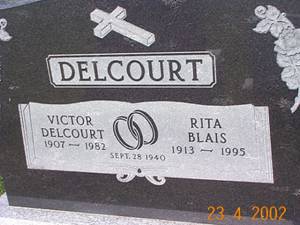 DELCOURT
VICTOR
DELCOURT
1907 - 1982
SEPT. 28 1940
RITA
BLAIS
1913 - 1995
23 4 2002